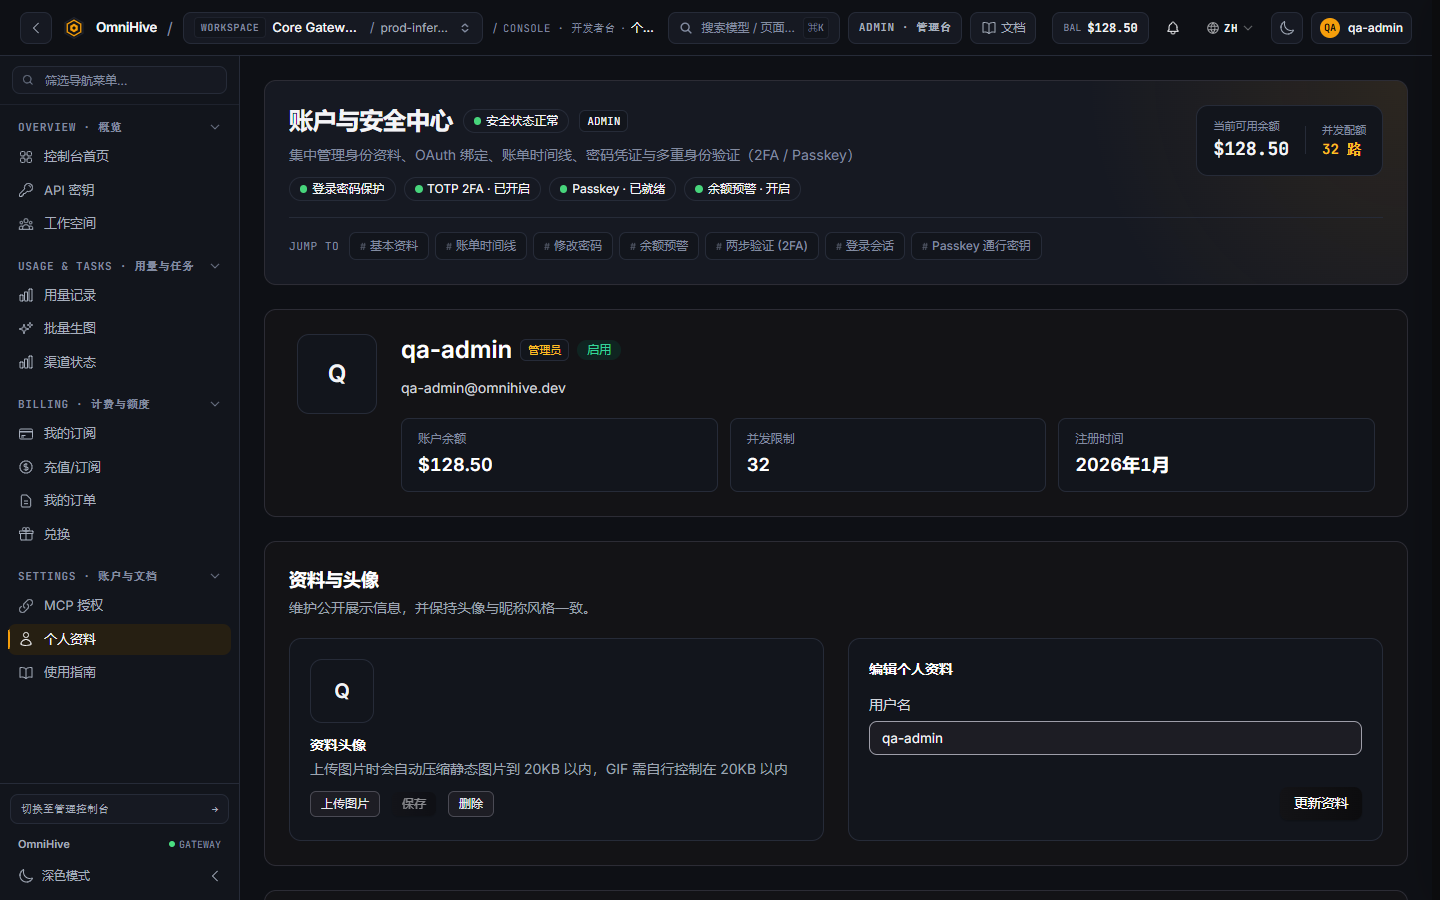 OmniHive / WORKSPACE Core Gatew... / prod-infer... / CONSOLE · 开发者台 · 个... 搜索模型 / 页面... ⌘K ADMIN · 管理台 文档 BAL $128.50 ZH QA qa-admin
筛选导航菜单...
OVERVIEW · 概览
控制台首页
API 密钥
工作空间
USAGE & TASKS · 用量与任务
用量记录
批量生图
渠道状态
BILLING · 计费与额度
我的订阅
充值/订阅
我的订单
兑换
SETTINGS · 账户与文档
MCP 授权
个人资料
使用指南
切换至管理控制台 →
OmniHive GATEWAY
深色模式
账户与安全中心 安全状态正常 ADMIN
集中管理身份资料、OAuth 绑定、账单时间线、密码凭证与多重身份验证（2FA / Passkey）
登录密码保护 TOTP 2FA · 已开启 Passkey · 已就绪 余额预警 · 开启
当前可用余额
$128.50
并发配额
32 路
JUMP TO # 基本资料 # 账单时间线 # 修改密码 # 余额预警 # 两步验证 (2FA) # 登录会话 # Passkey 通行密钥
Q
qa-admin 管理员 启用
qa-admin@omnihive.dev
账户余额
$128.50
并发限制
32
注册时间
2026年1月
资料与头像
维护公开展示信息，并保持头像与昵称风格一致。
Q
资料头像
上传图片时会自动压缩静态图片到 20KB 以内，GIF 需自行控制在 20KB 以内
上传图片 保存 删除
编辑个人资料
用户名
qa-admin
更新资料